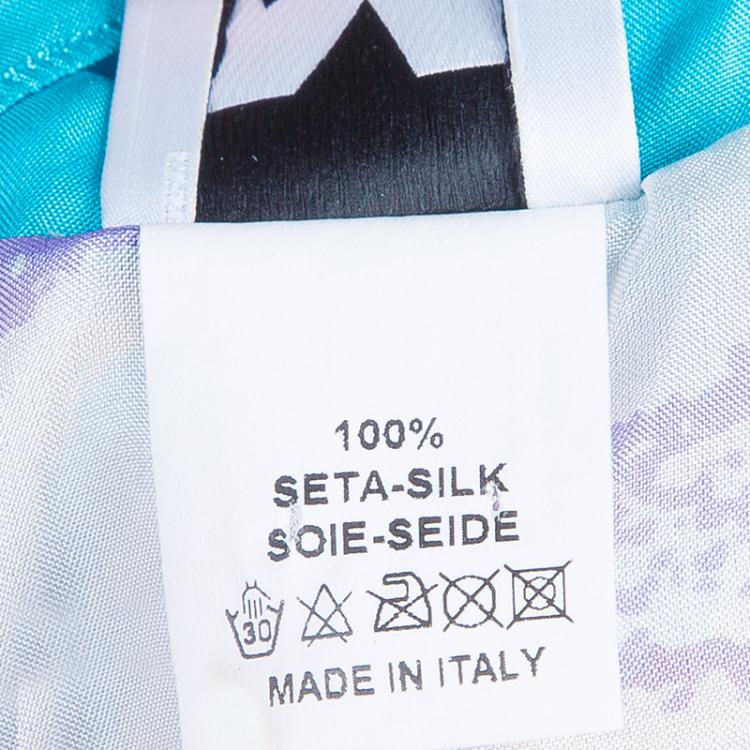 100%
SETA-SILK
SOIE-SEIDE
30
MADE IN ITALY